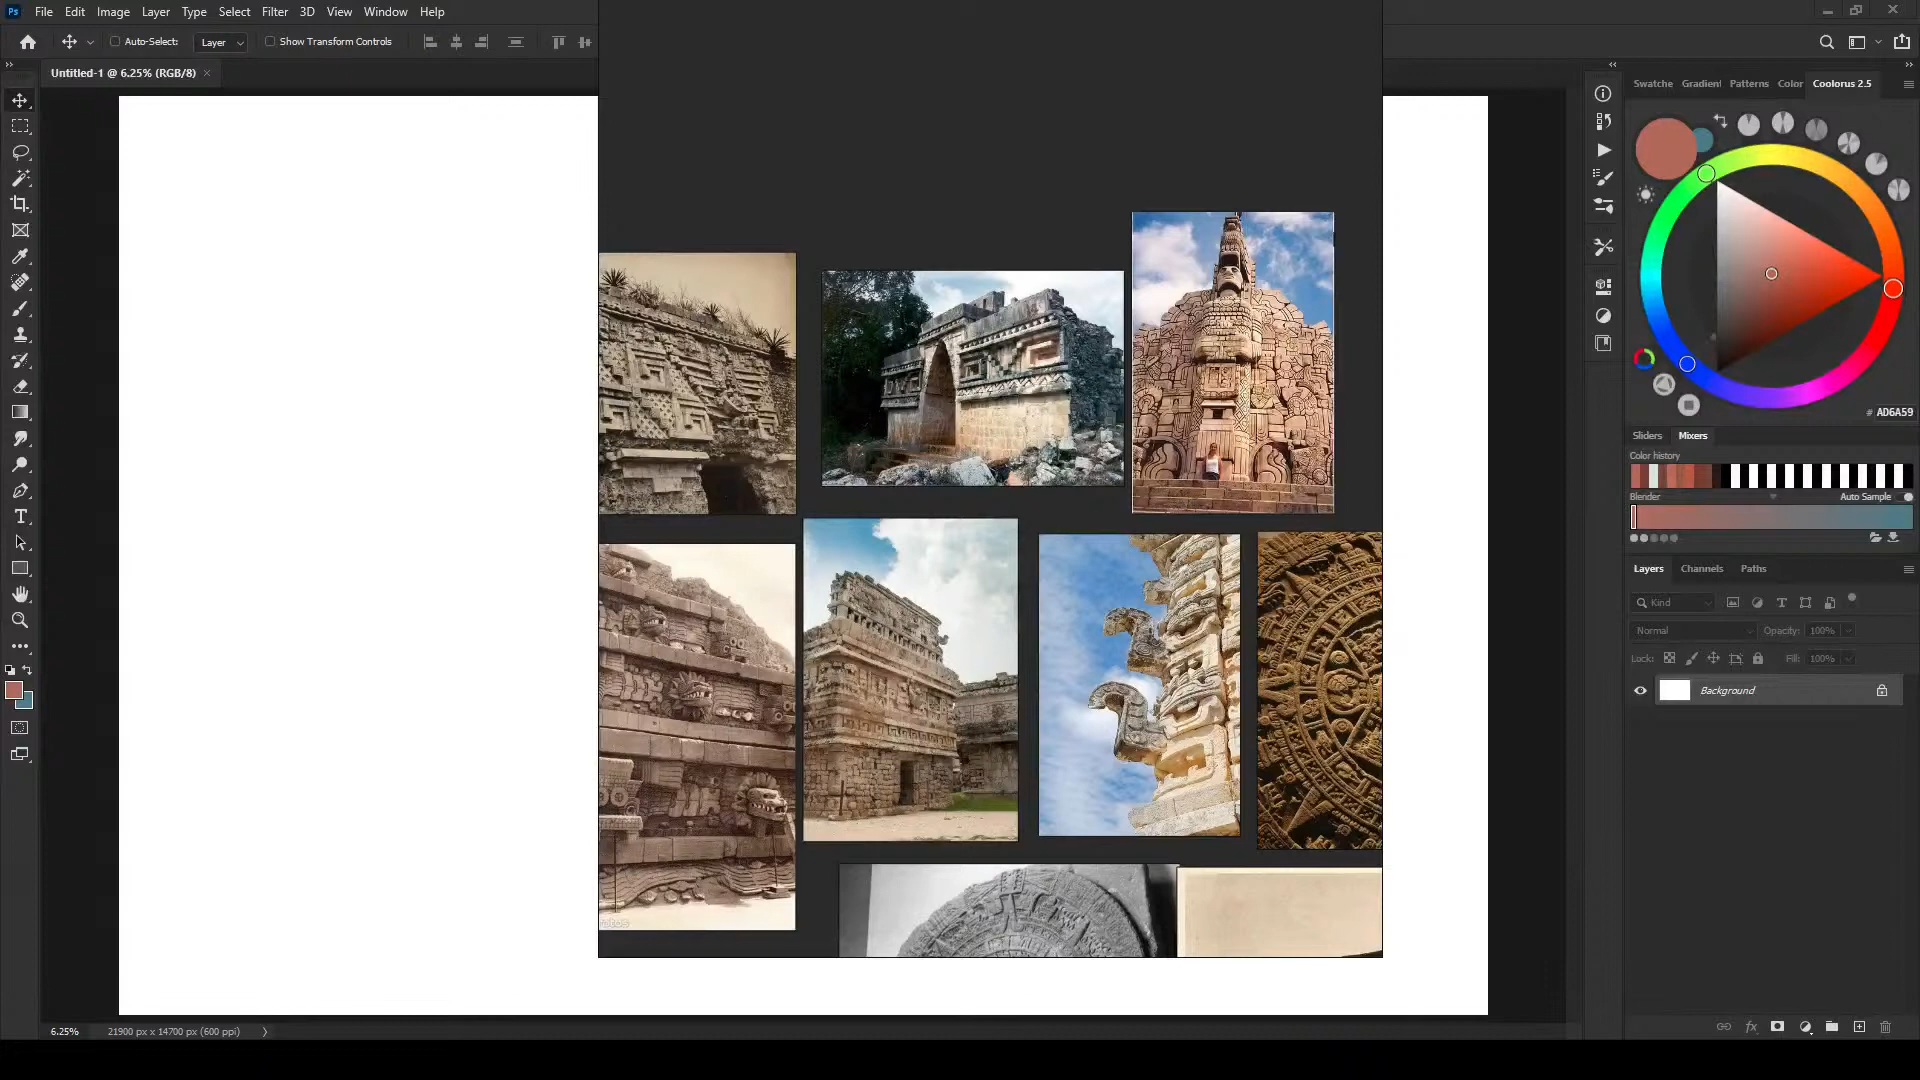 Ps File Edit Image Layer Type Select Filter 3D View Window Help
Auto-Select: Layer Show Transform Controls
Untitled-1 @ 6.25% (RGB/8) ×
Swatche Gradient Patterns Color Coolorus 2.5
# AD6A59
Sliders Mixers
Color history
Blender Auto Sample
Layers Channels Paths
Kind
Normal Opacity: 100%
Lock: Fill: 100%
Background
fx
6.25% 21900 px x 14700 px (600 ppi)